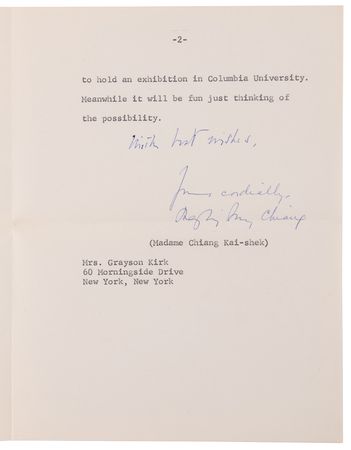 -2-
to hold an exhibition in Columbia University.
Meanwhile it will be fun just thinking of
the possibility.
With best wishes,
Yours cordially,
Mayling Soong Chiang
(Madame Chiang Kai-shek)
Mrs. Grayson Kirk
60 Morningside Drive
New York, New York